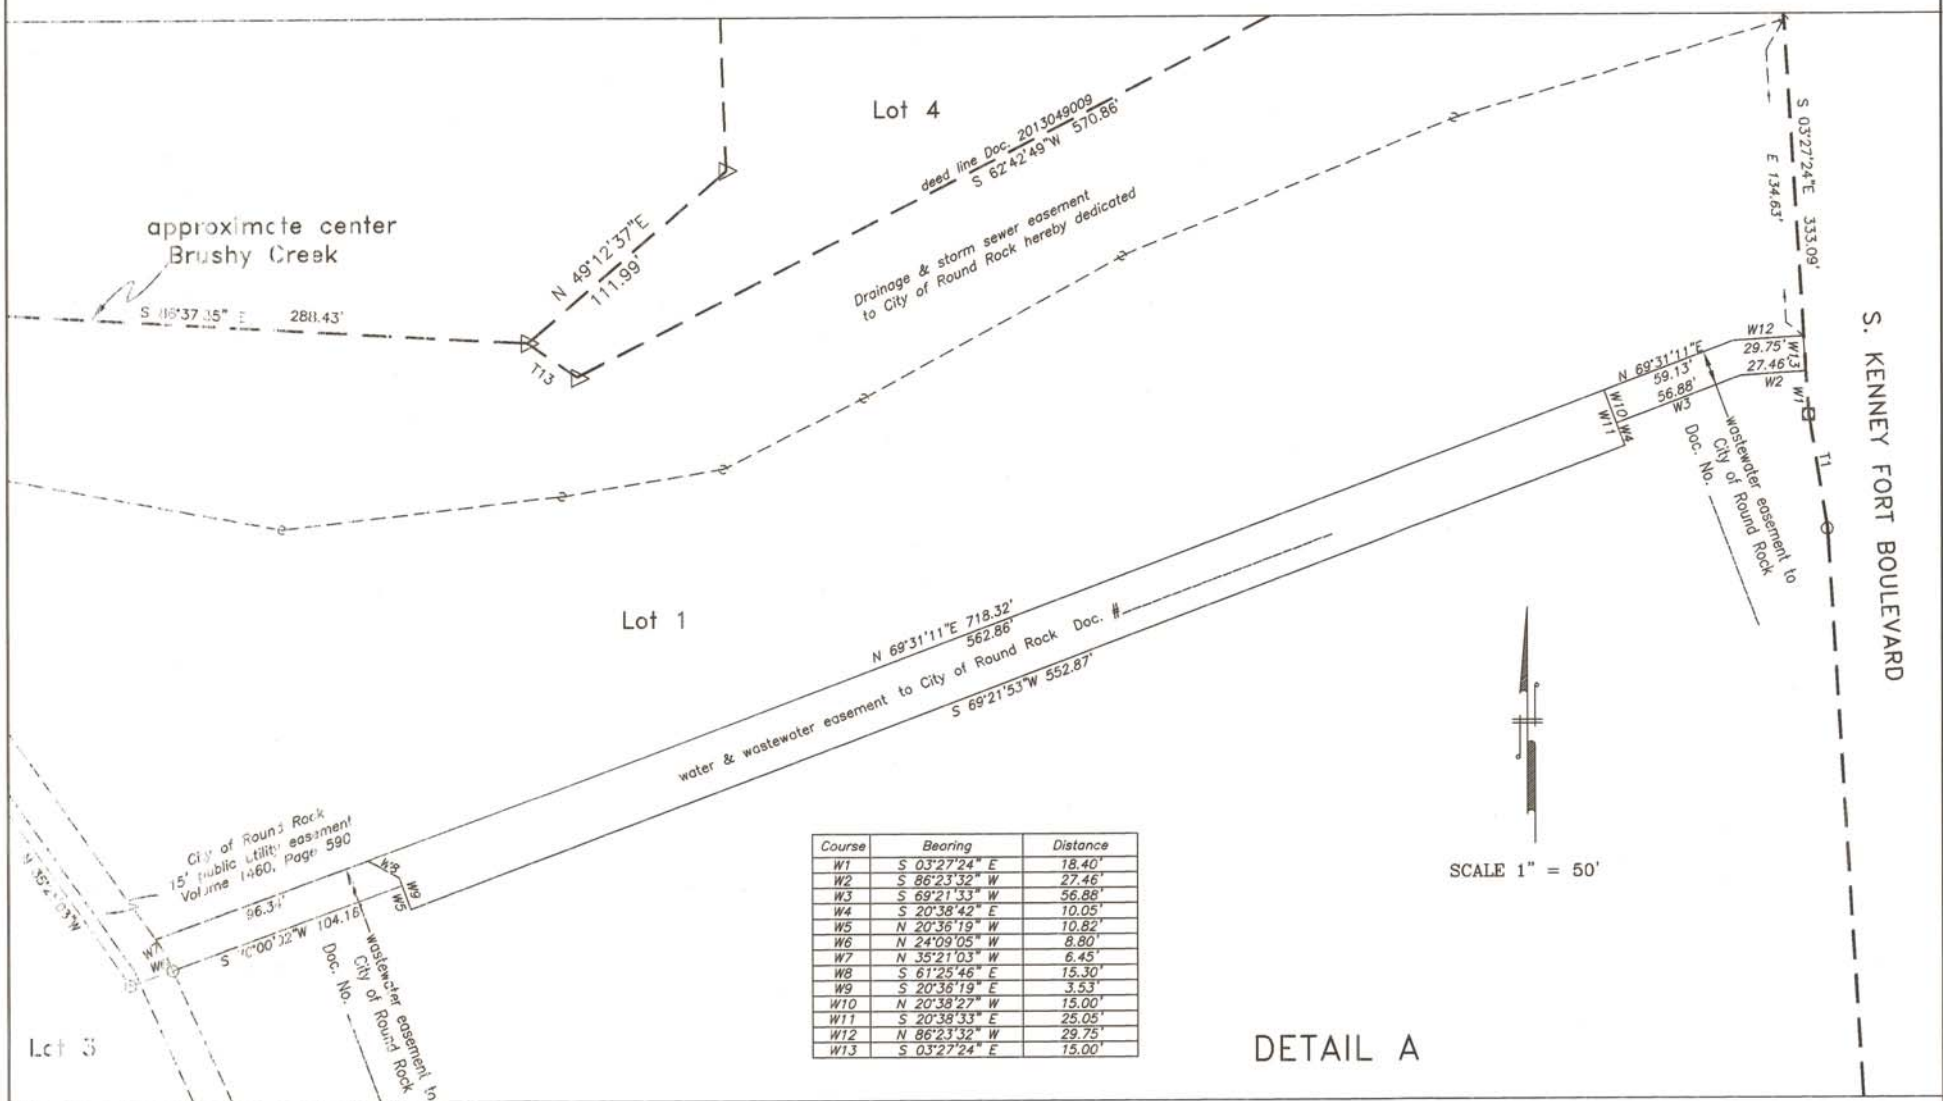 Lot 4
deed line Doc. 2013049009
S 62°42'49"W 570.86'
Drainage & storm sewer easement
to City of Round Rock hereby dedicated
S 03°27'24"E 333.09'
E 134.63'
approximate center
Brushy Creek
N 49°12'37"E
111.99'
288.43'
T13
S. KENNEY FORT BOULEVARD
W12
29.75'
W13
27.46'
W2
W1
T1
N 69°31'11"E
59.13'
56.88'
W3
W10
W4
W11
wastewater easement to
City of Round Rock
Doc. No.
Lot 1
N 69°31'11"E 718.32'
562.86'
water & wastewater easement to City of Round Rock Doc. #
S 69°21'53"W 552.87'
City of Round Rock
15' public utility easement
Volume 1460, Page 590
W8
W9
W5
96.34'
104.16'
W7
W6
wastewater easement to
City of Round Rock
Doc. No.
Lot 3
Course Bearing Distance
W1 S 03°27'24" E 18.40'
W2 S 86°23'32" W 27.46'
W3 S 69°21'33" W 56.88'
W4 S 20°38'42" E 10.05'
W5 N 20°36'19" W 10.82'
W6 N 24°09'05" W 8.80'
W7 N 35°21'03" W 6.45'
W8 S 61°25'46" E 15.30'
W9 S 20°36'19" E 3.53'
W10 N 20°38'27" W 15.00'
W11 S 20°38'33" E 25.05'
W12 N 86°23'32" W 29.75'
W13 S 03°27'24" E 15.00'
SCALE 1" = 50'
DETAIL A